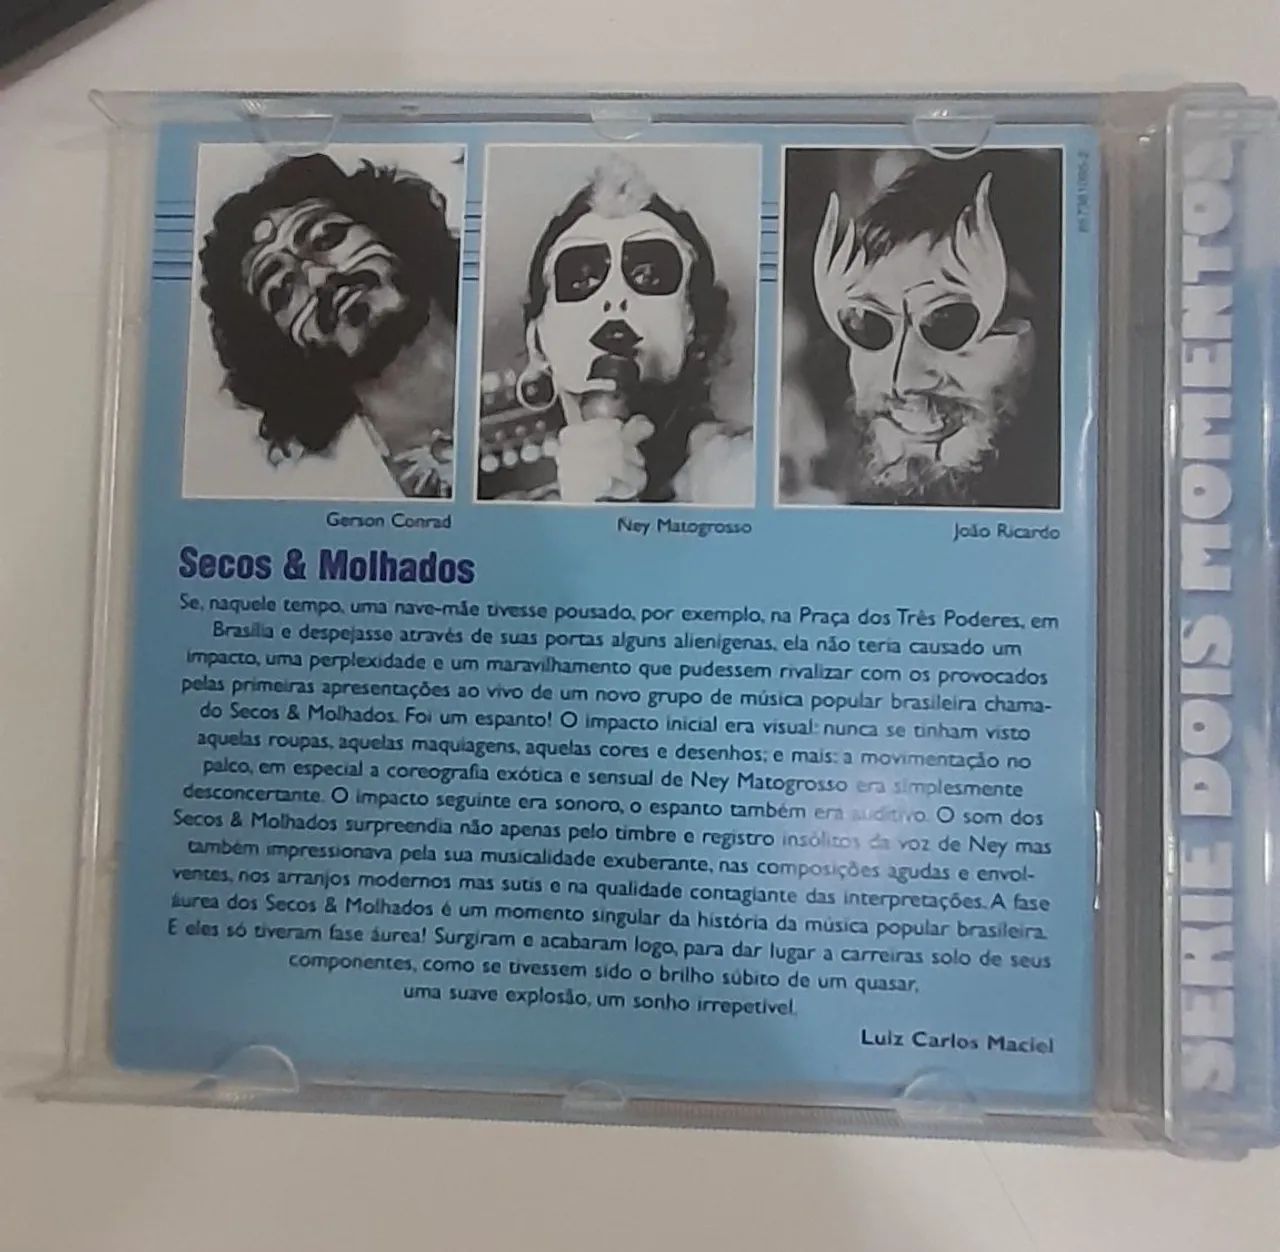 Gerson Conrad
Ney Matogrosso
João Ricardo
Secos & Molhados
Se, naquele tempo, uma nave-mãe tivesse pousado, por exemplo, na Praça dos Três Poderes, em
Brasília e despejasse através de suas portas alguns alienígenas, ela não teria causado um
impacto, uma perplexidade e um maravilhamento que pudessem rivalizar com os provocados
pelas primeiras apresentações ao vivo de um novo grupo de música popular brasileira chama-
do Secos & Molhados. Foi um espanto! O impacto inicial era visual: nunca se tinham visto
aquelas roupas, aquelas maquiagens, aquelas cores e desenhos; e mais: a movimentação no
palco, em especial a coreografia exótica e sensual de Ney Matogrosso era simplesmente
desconcertante. O impacto seguinte era sonoro, o espanto também era auditivo. O som dos
Secos & Molhados surpreendia não apenas pelo timbre e registro insólitos da voz de Ney mas
também impressionava pela sua musicalidade exuberante, nas composições agudas e envol-
ventes, nos arranjos modernos mas sutis e na qualidade contagiante das interpretações. A fase
áurea dos Secos & Molhados é um momento singular da história da música popular brasileira.
E eles só tiveram fase áurea! Surgiram e acabaram logo, para dar lugar a carreiras solo de seus
componentes, como se tivessem sido o brilho súbito de um quasar,
uma suave explosão, um sonho irrepetível.
Luiz Carlos Maciel
SERIE DOIS MOMENTOS